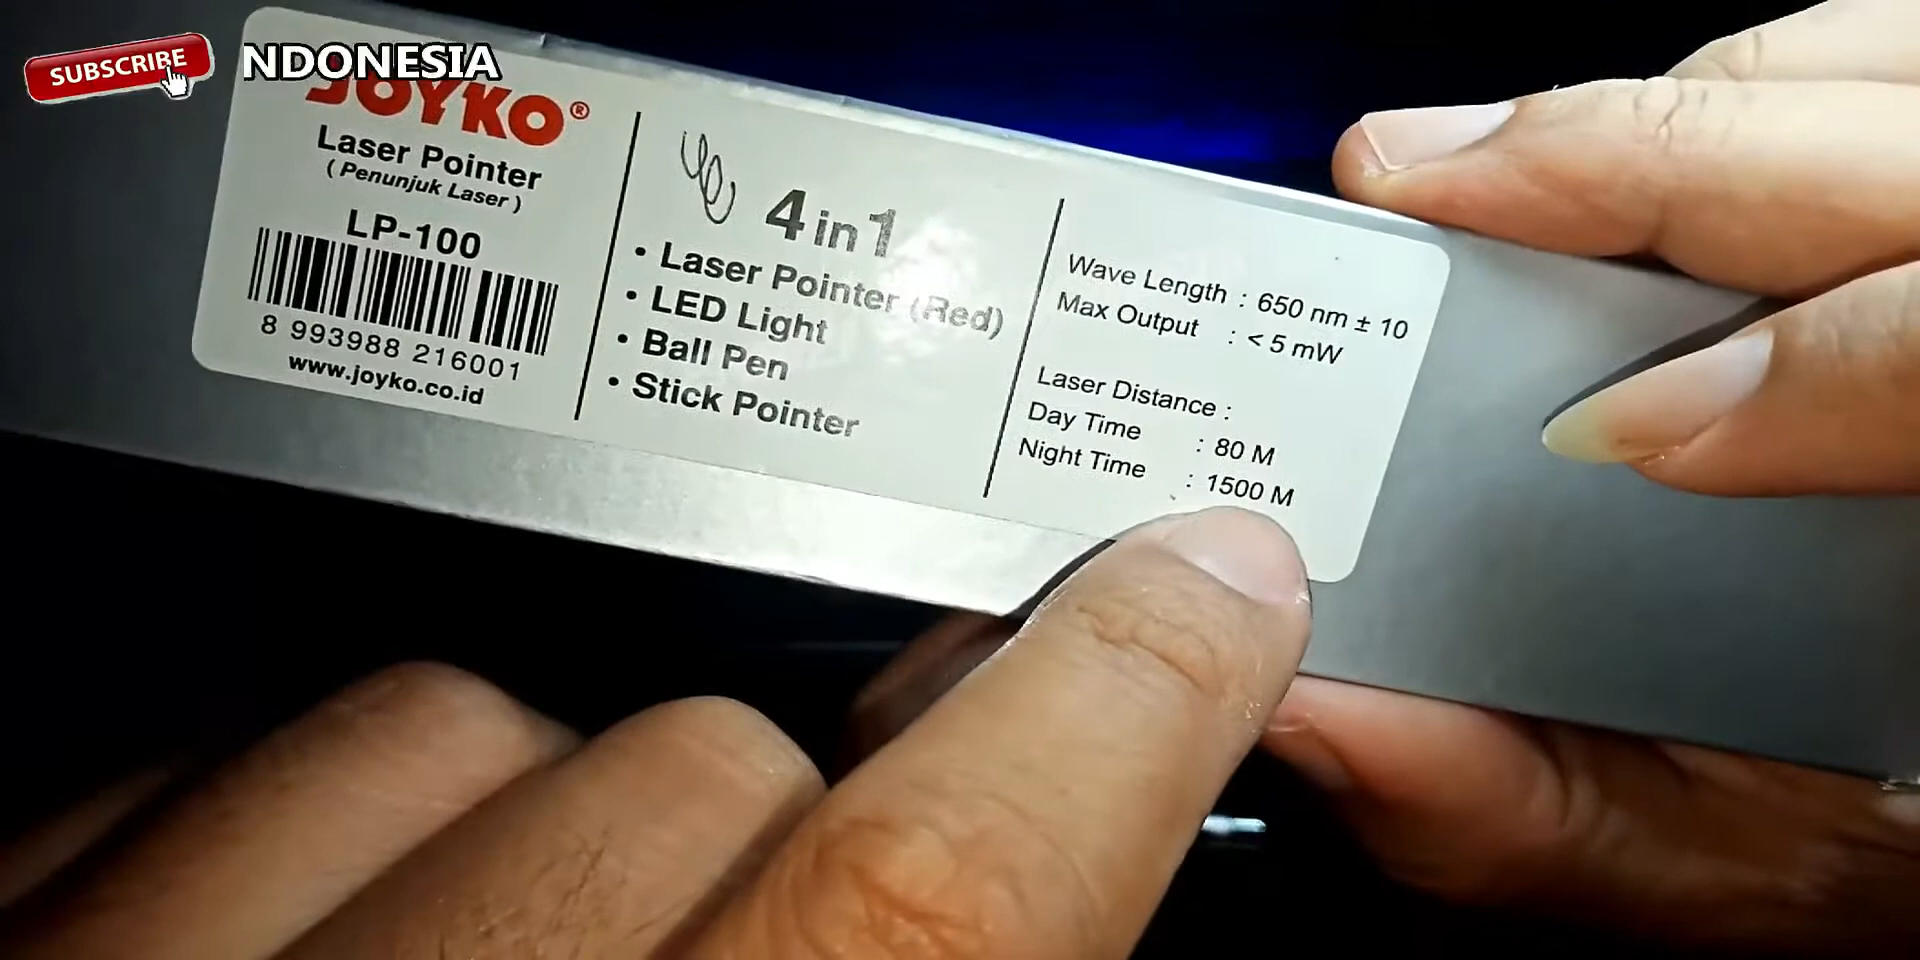 SUBSCRIBE
NDONESIA
JOYKO®
Laser Pointer
( Penunjuk Laser )
LP-100
8 993988 216001
www.joyko.co.id
4 in 1
• Laser Pointer (Red)
• LED Light
• Ball Pen
• Stick Pointer
Wave Length : 650 nm ± 10
Max Output : < 5 mW
Laser Distance :
Day Time : 80 M
Night Time : 1500 M